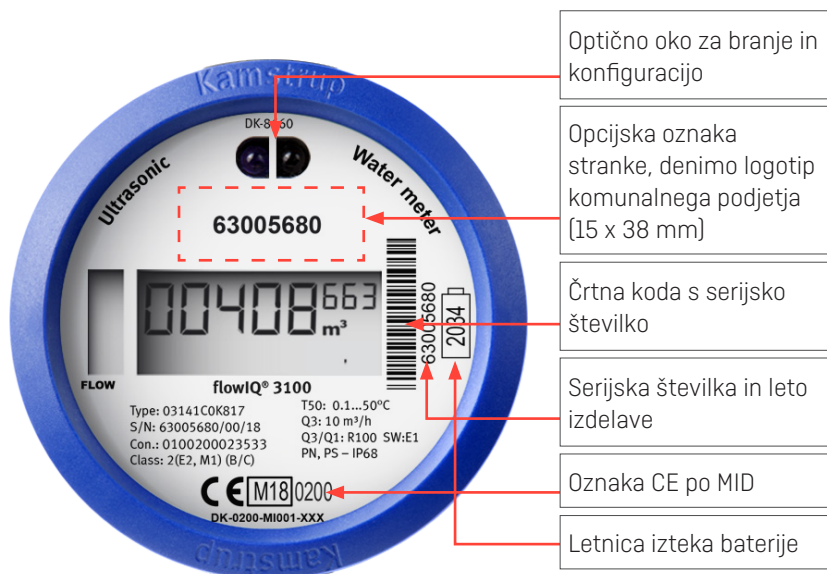 Kamstrup
DK-8660
Ultrasonic
Water meter
63005680
00408663
m³
63005680
2034
FLOW
flowIQ® 3100
Type: 03141C0K817
S/N: 63005680/00/18
Con.: 0100200023533
Class: 2(E2, M1) (B/C)
T50: 0.1...50°C
Q3: 10 m³/h
Q3/Q1: R100 SW:E1
PN, PS – IP68
CE M18 0200
DK-0200-MI001-XXX
Kamstrup
Optično oko za branje in
konfiguracijo
Opcijska oznaka
stranke, denimo logotip
komunalnega podjetja
(15 x 38 mm)
Črtna koda s serijsko
številko
Serijska številka in leto
izdelave
Oznaka CE po MID
Letnica izteka baterije